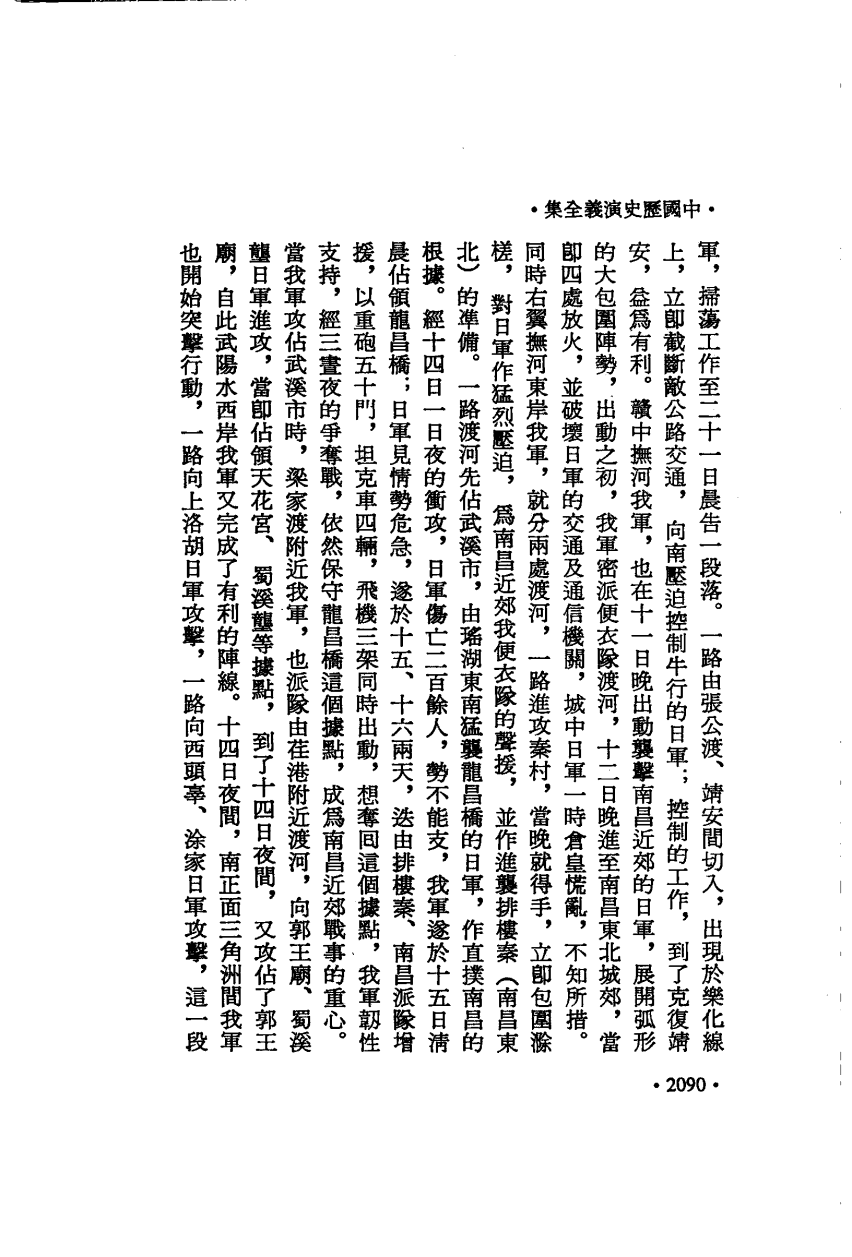 •中國歷史演義全集•
軍，掃蕩工作至二十一日晨告一段落。一路由張公渡、靖安間切入，出現於樂化線
上，立卽截斷敵公路交通，向南壓迫控制牛行的日軍；控制的工作，到了克復靖
安，益爲有利。贛中撫河我軍，也在十一日晚出動襲擊南昌近郊的日軍，展開弧形
的大包圍陣勢，出動之初，我軍密派便衣隊渡河，十二日晚進至南昌東北城郊，當
卽四處放火，並破壞日軍的交通及通信機關，城中日軍一時倉皇慌亂，不知所措。
同時右翼撫河東岸我軍，就分兩處渡河，一路進攻秦村，當晚就得手，立卽包圍滁
槎，對日軍作猛烈壓迫，爲南昌近郊我便衣隊的聲援，並作進襲排樓秦（南昌東
北）的準備。一路渡河先佔武溪市，由瑤湖東南猛襲龍昌橋的日軍，作直撲南昌的
根據。經十四日一日夜的衝攻，日軍傷亡二百餘人，勢不能支，我軍遂於十五日清
晨佔領龍昌橋；日軍見情勢危急，遂於十五、十六兩天，迭由排樓秦、南昌派隊增
援，以重砲五十門，坦克車四輛，飛機三架同時出動，想奪回這個據點，我軍韌性
支持，經三晝夜的爭奪戰，依然保守龍昌橋這個據點，成爲南昌近郊戰事的重心。
當我軍攻佔武溪市時，梁家渡附近我軍，也派隊由荏港附近渡河，向郭王廟、蜀溪
壟日軍進攻，當卽佔領天花宮、蜀溪壟等據點，到了十四日夜間，又攻佔了郭王
廟，自此武陽水西岸我軍又完成了有利的陣線。十四日夜間，南正面三角洲間我軍
也開始突擊行動，一路向上洛胡日軍攻擊，一路向西頭辜、涂家日軍攻擊，這一段
•2090•